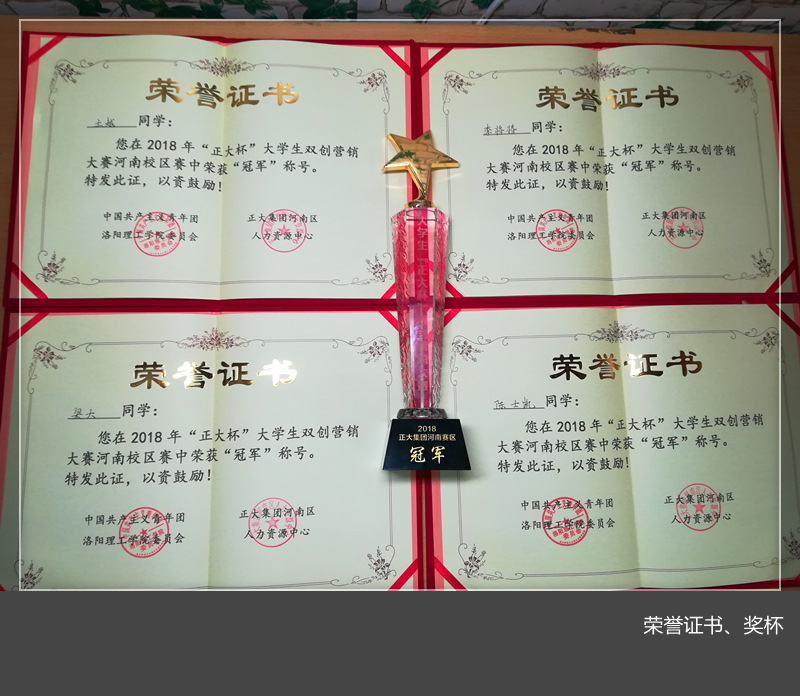 荣誉证书
同学：
您在 2018 年“正大杯”大学生双创营销
大赛河南校区赛中荣获“冠军”称号。
特发此证，以资鼓励！
中国共产主义青年团
洛阳理工学院委员会
正大集团河南区
人力资源中心
荣誉证书
李将将 同学：
您在 2018 年“正大杯”大学生双创营销
大赛河南校区赛中荣获“冠军”称号。
特发此证，以资鼓励！
中国共产主义青年团
洛阳理工学院委员会
正大集团河南区
人力资源中心
荣誉证书
梁大 同学：
您在 2018 年“正大杯”大学生双创营销
大赛河南校区赛中荣获“冠军”称号。
特发此证，以资鼓励！
中国共产主义青年团
洛阳理工学院委员会
正大集团河南区
人力资源中心
荣誉证书
陈士凯 同学：
您在 2018 年“正大杯”大学生双创营销
大赛河南校区赛中荣获“冠军”称号。
特发此证，以资鼓励！
中国共产主义青年团
洛阳理工学院委员会
正大集团河南区
人力资源中心
2018
正大集团河南赛区
冠军
荣誉证书、奖杯